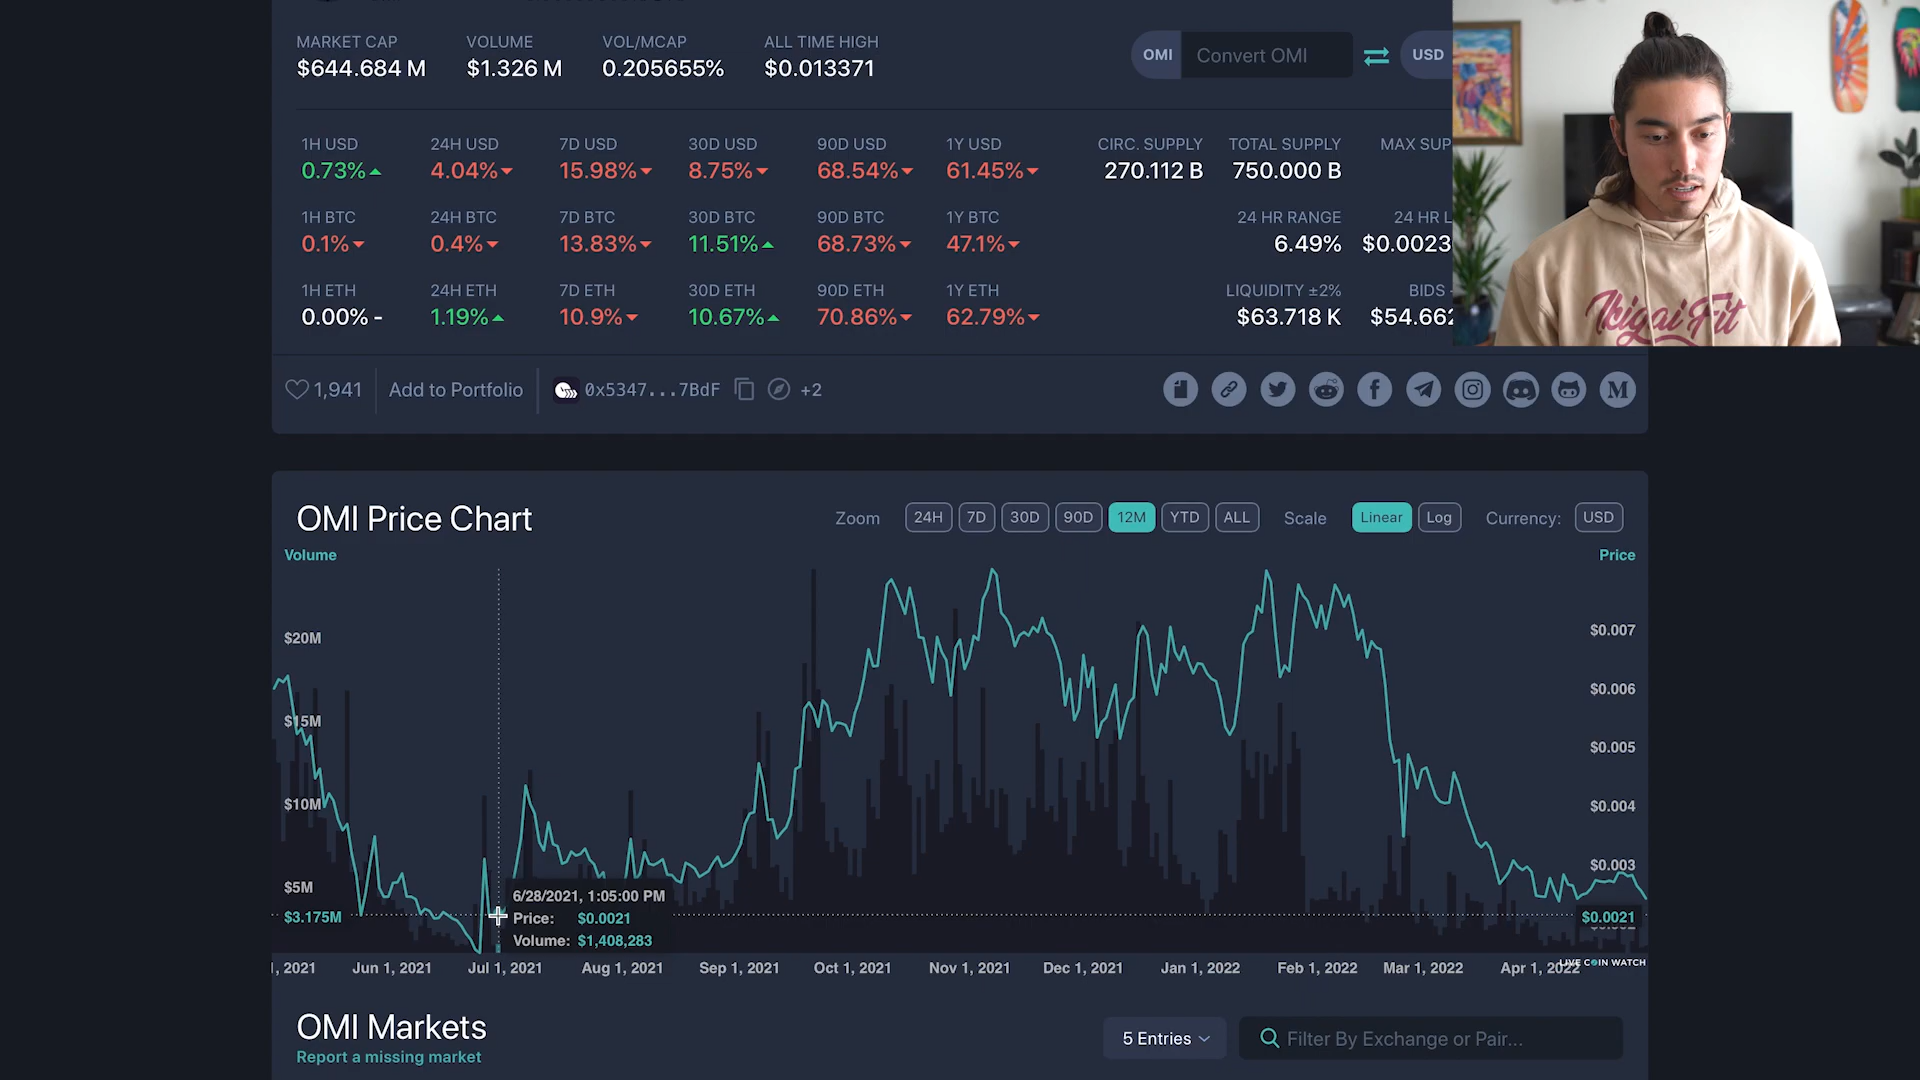 MARKET CAP VOLUME VOL/MCAP ALL TIME HIGH
$644.684 M $1.326 M 0.205655% $0.013371
OMI Convert OMI USD
1H USD 24H USD 7D USD 30D USD 90D USD 1Y USD CIRC. SUPPLY TOTAL SUPPLY MAX SUP
0.73% 4.04% 15.98% 8.75% 68.54% 61.45% 270.112 B 750.000 B
1H BTC 24H BTC 7D BTC 30D BTC 90D BTC 1Y BTC 24 HR RANGE 24 HR L
0.1% 0.4% 13.83% 11.51% 68.73% 47.1% 6.49% $0.0023
1H ETH 24H ETH 7D ETH 30D ETH 90D ETH 1Y ETH LIQUIDITY ±2% BIDS
0.00% - 1.19% 10.9% 10.67% 70.86% 62.79% $63.718 K $54.662
Ikigai Fit
1,941 Add to Portfolio 0x5347...7BdF +2
OMI Price Chart
Zoom 24H 7D 30D 90D 12M YTD ALL Scale Linear Log Currency: USD
Volume Price
$20M $0.007
$0.006
$15M
$0.005
$10M $0.004
$0.003
$5M
6/28/2021, 1:05:00 PM
$3.175M Price: $0.0021 $0.0021
Volume: $1,408,283
, 2021 Jun 1, 2021 Jul 1, 2021 Aug 1, 2021 Sep 1, 2021 Oct 1, 2021 Nov 1, 2021 Dec 1, 2021 Jan 1, 2022 Feb 1, 2022 Mar 1, 2022 Apr 1, 2022
LIVE COIN WATCH
OMI Markets
Report a missing market
5 Entries Filter By Exchange or Pair...